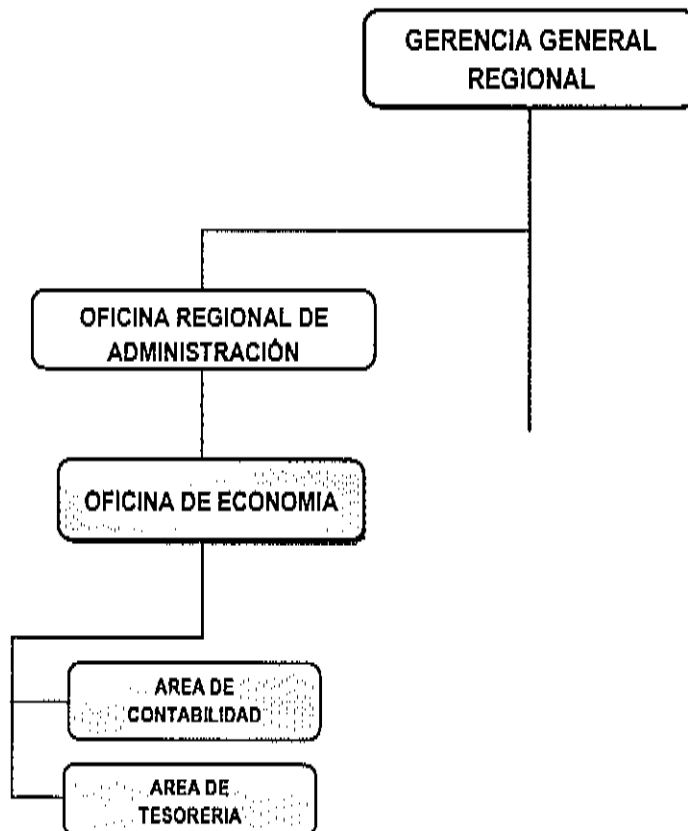 GERENCIA GENERAL
REGIONAL
OFICINA REGIONAL DE
ADMINISTRACIÓN
OFICINA DE ECONOMIA
AREA DE
CONTABILIDAD
AREA DE
TESORERIA